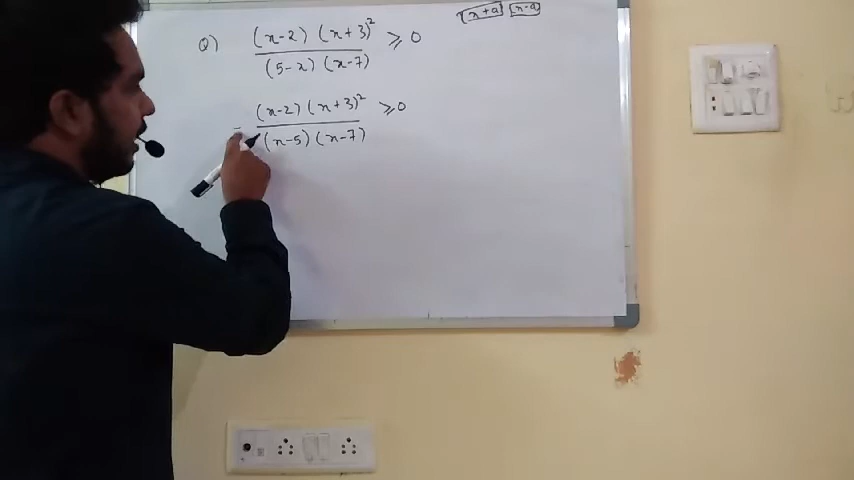 [x+a] [x-a]
Q) (x-2) (x+3)² ≥ 0
(5-x) (x-7)
- (x-2) (x+3)² ≥ 0
(x-5) (x-7)